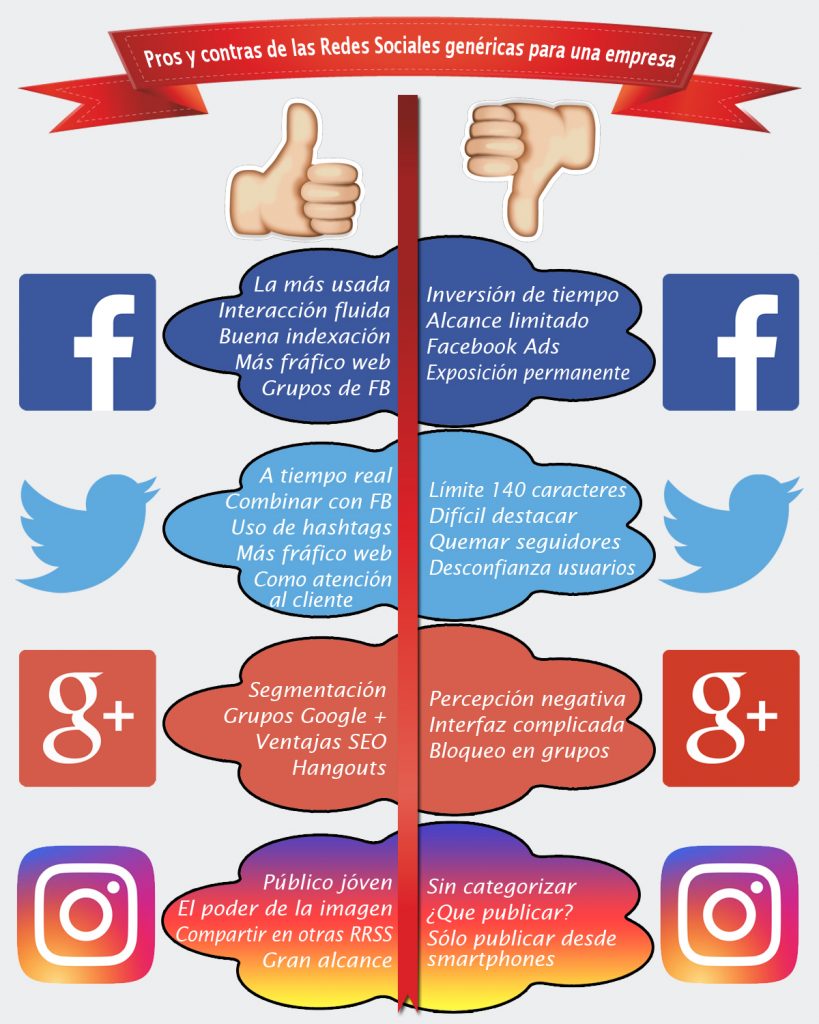 Pros y contras de las Redes Sociales genéricas para una empresa
La más usada
Interacción fluida
Buena indexación
Más fráfico web
Grupos de FB
Inversión de tiempo
Alcance limitado
Facebook Ads
Exposición permanente
A tiempo real
Combinar con FB
Uso de hashtags
Más fráfico web
Como atención
al cliente
Límite 140 caracteres
Difícil destacar
Quemar seguidores
Desconfianza usuarios
g+
Segmentación
Grupos Google +
Ventajas SEO
Hangouts
Percepción negativa
Interfaz complicada
Bloqueo en grupos
g+
Público jóven
El poder de la imagen
Compartir en otras RRSS
Gran alcance
Sin categorizar
¿Que publicar?
Sólo publicar desde
smartphones